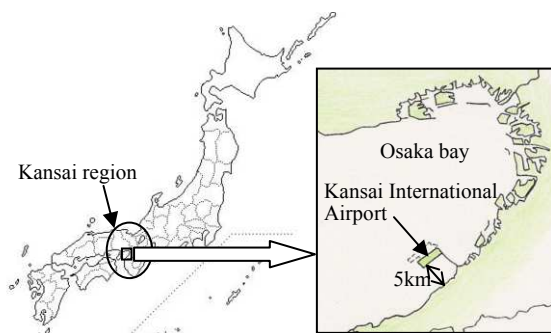 Kansai region
Osaka bay
Kansai International
Airport
5km